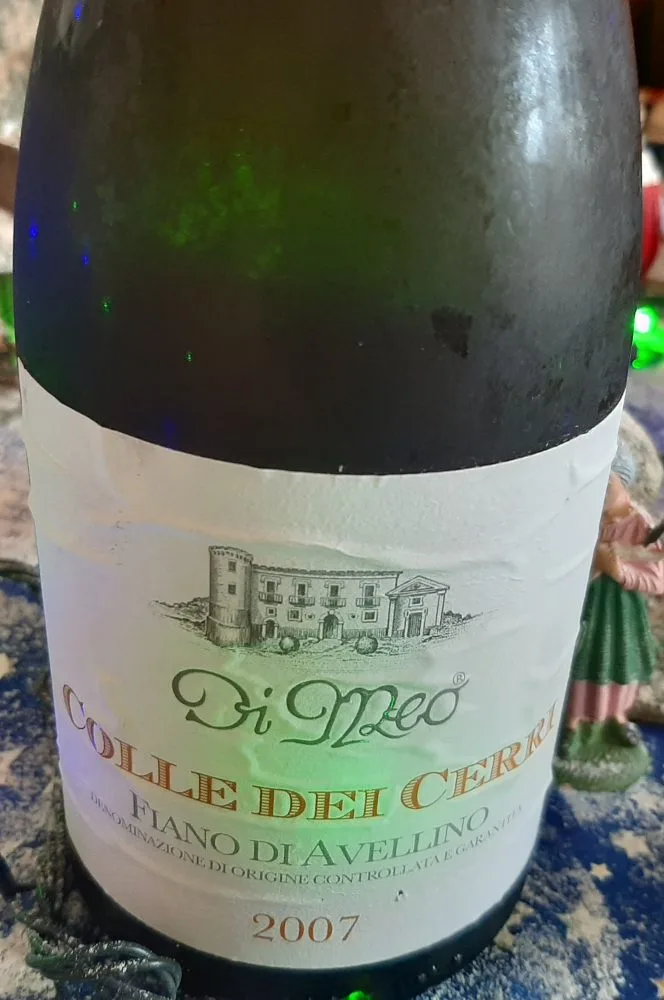 Di Meo®
COLLE DEI CERRI
FIANO DI AVELLINO
DENOMINAZIONE DI ORIGINE CONTROLLATA E GARANTITA
2007